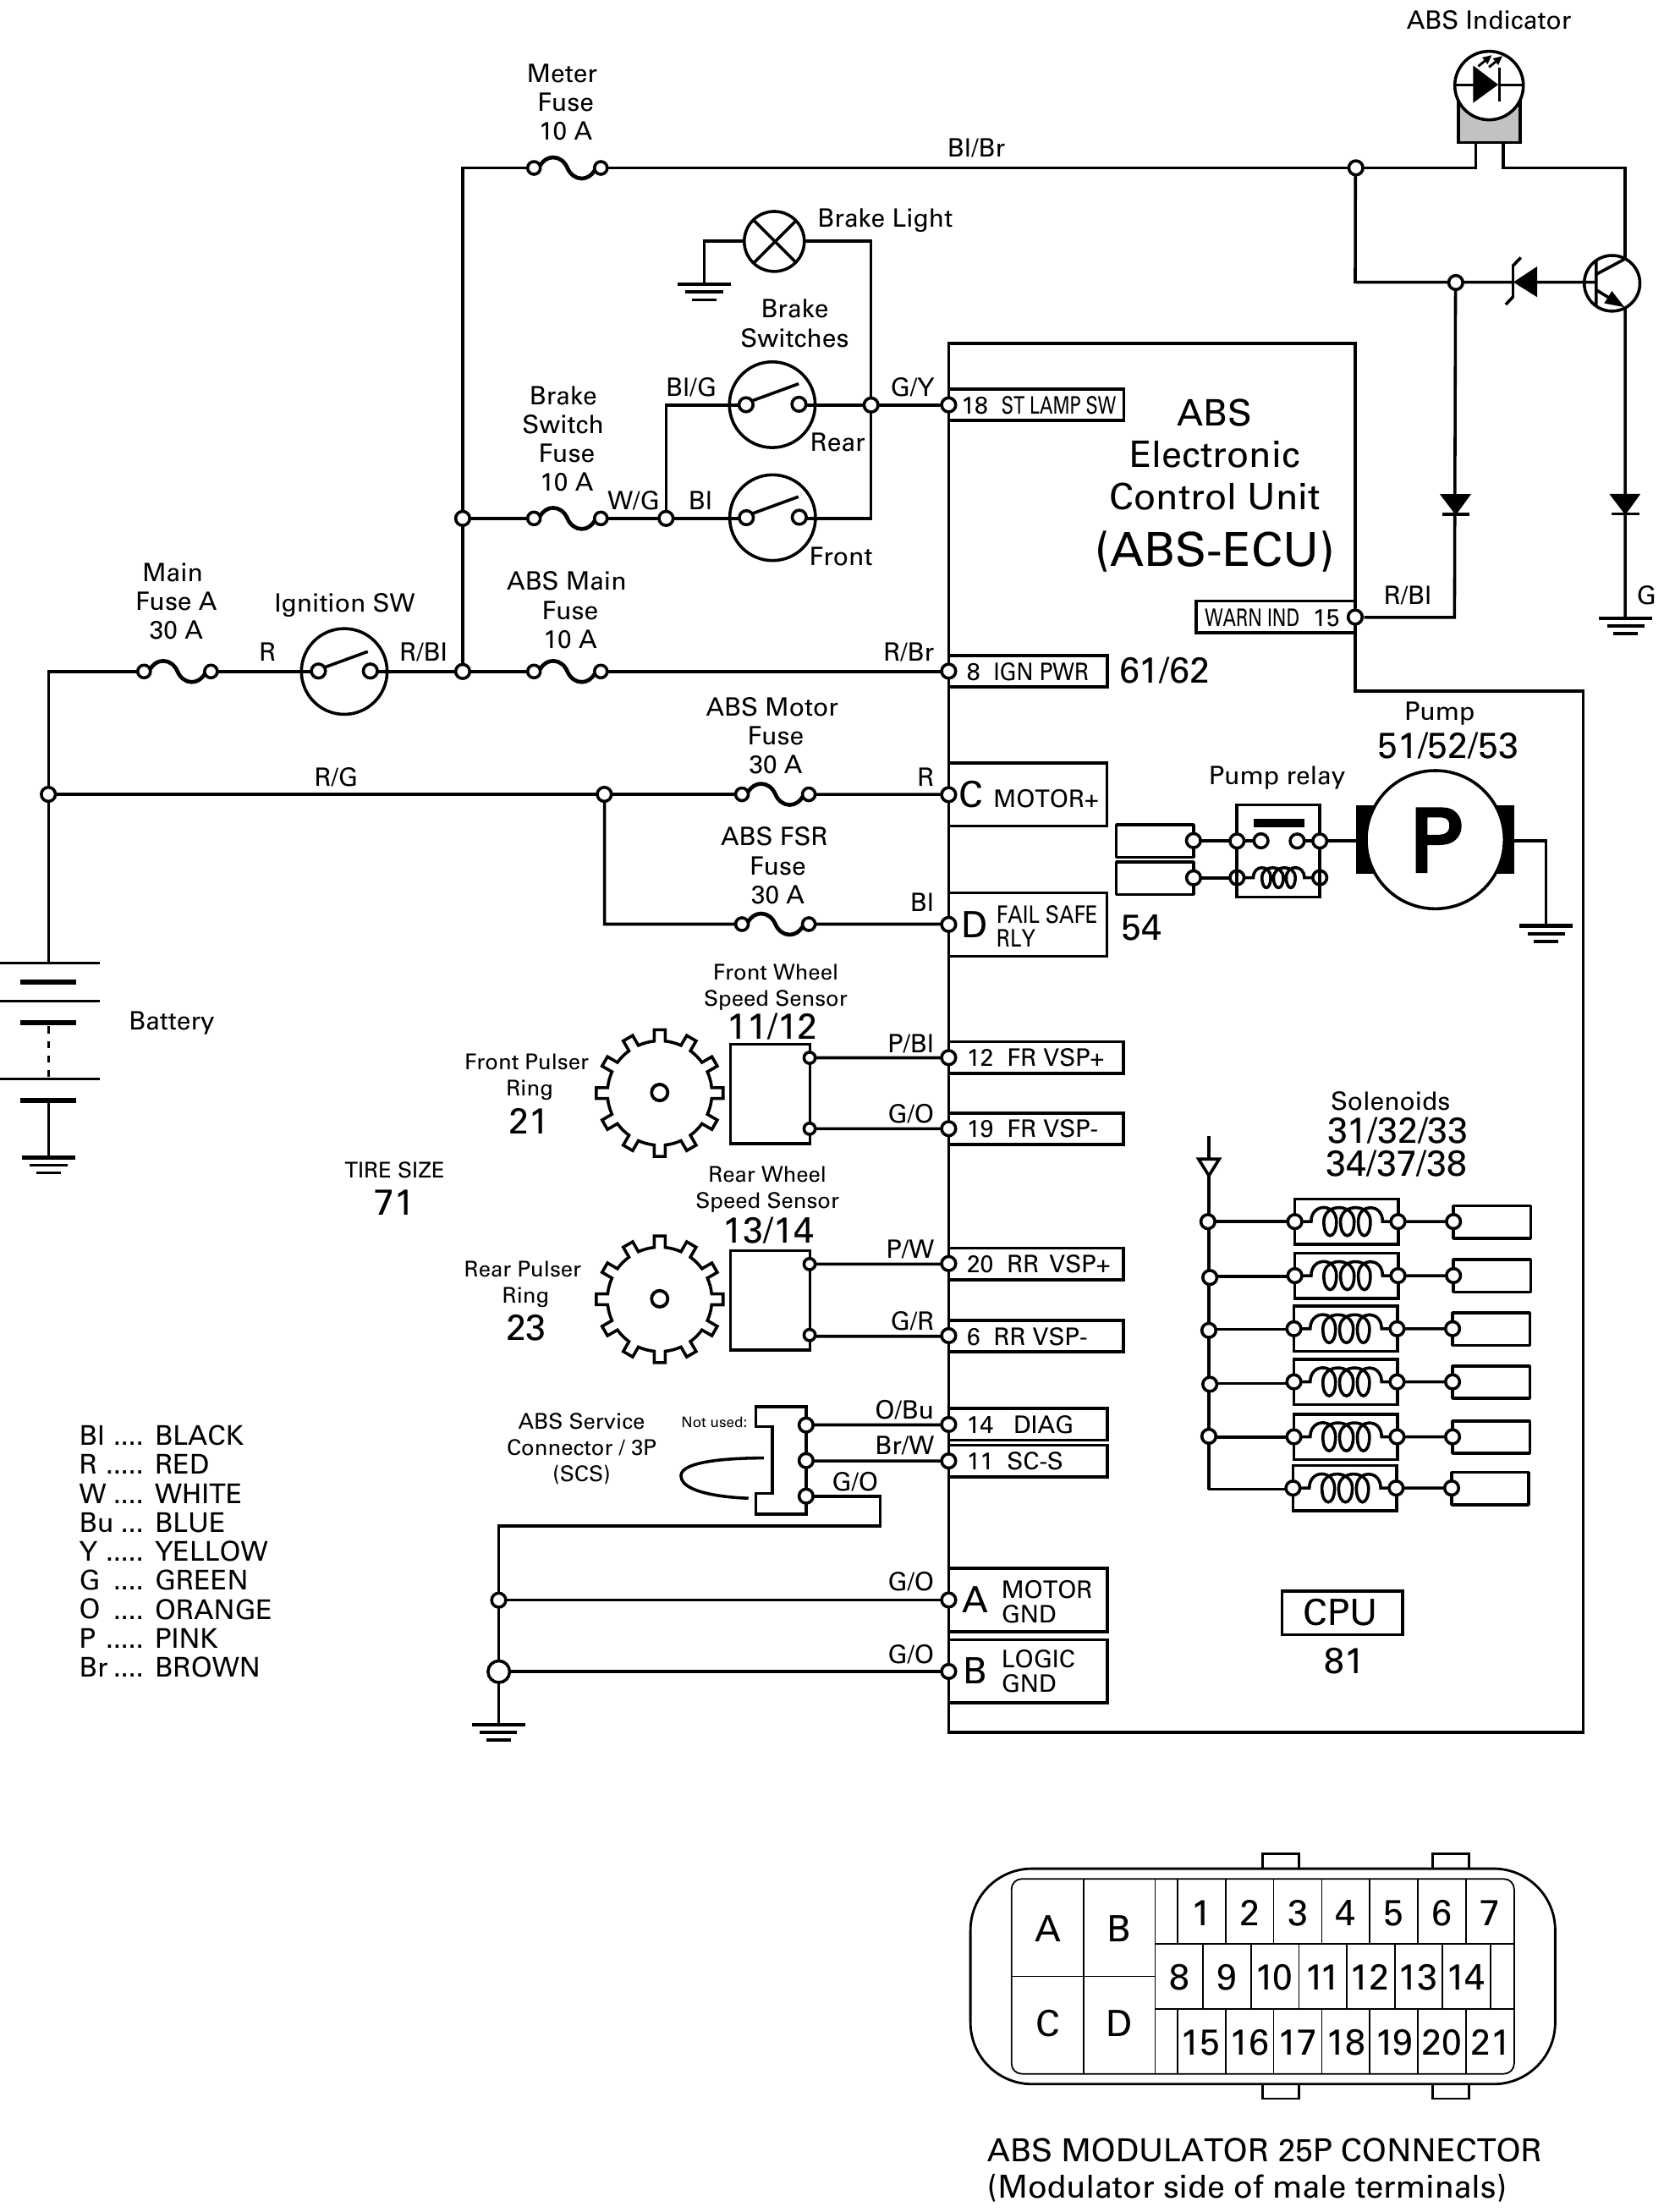 ABS Indicator
Meter
Fuse
10 A
Bl/Br
Brake Light
Brake
Switches
Bl/G
G/Y
18 ST LAMP SW
Rear
Brake
Switch
Fuse
10 A
W/G
Bl
Front
ABS
Electronic
Control Unit
(ABS-ECU)
WARN IND 15
R/Bl
G
Main
Fuse A
30 A
R
Ignition SW
R/Bl
ABS Main
Fuse
10 A
R/Br
8 IGN PWR
61/62
ABS Motor
Fuse
30 A
R/G
R
C MOTOR+
Pump
51/52/53
Pump relay
P
ABS FSR
Fuse
30 A
Bl
D FAIL SAFE
RLY
54
Battery
Front Wheel
Speed Sensor
11/12
Front Pulser
Ring
21
P/Bl
12 FR VSP+
G/O
19 FR VSP-
TIRE SIZE
71
Rear Wheel
Speed Sensor
13/14
Rear Pulser
Ring
23
P/W
20 RR VSP+
G/R
6 RR VSP-
Solenoids
31/32/33
34/37/38
ABS Service
Connector / 3P
(SCS)
Not used:
O/Bu
14 DIAG
Br/W
11 SC-S
G/O
G/O
A MOTOR
GND
G/O
B LOGIC
GND
CPU
81
Bl .... BLACK
R ..... RED
W .... WHITE
Bu ... BLUE
Y ..... YELLOW
G .... GREEN
O .... ORANGE
P ..... PINK
Br .... BROWN
A B 1 2 3 4 5 6 7
8 9 10 11 12 13 14
C D 15 16 17 18 19 20 21
ABS MODULATOR 25P CONNECTOR
(Modulator side of male terminals)